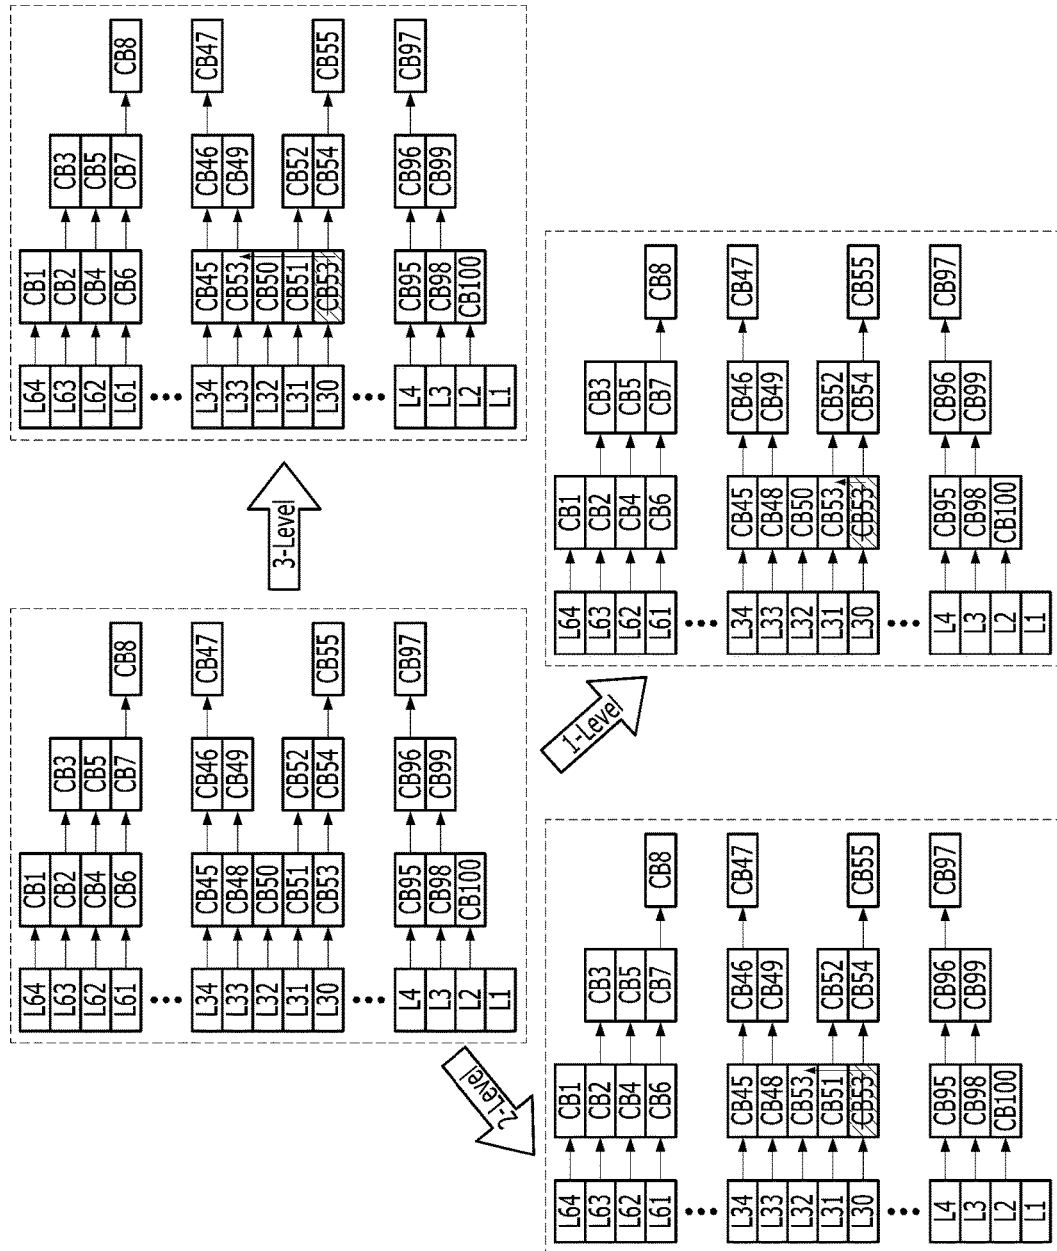 L64 CB1
L63 CB2 CB3
L62 CB4 CB5
L61 CB6 CB7 CB8
•••
L34 CB45 CB46 CB47
L33 CB48 CB49
L32 CB50
L31 CB51 CB52
L30 CB53 CB54 CB55
•••
L4 CB95 CB96 CB97
L3 CB98 CB99
L2 CB100
L1
3-Level
L64 CB1
L63 CB2 CB3
L62 CB4 CB5
L61 CB6 CB7 CB8
•••
L34 CB45 CB46 CB47
L33 CB53 CB49
L32 CB50
L31 CB51 CB52
L30 CB53 CB54 CB55
•••
L4 CB95 CB96 CB97
L3 CB98 CB99
L2 CB100
L1
2-Level
1-Level
L64 CB1
L63 CB2 CB3
L62 CB4 CB5
L61 CB6 CB7 CB8
•••
L34 CB45 CB46 CB47
L33 CB48 CB49
L32 CB53
L31 CB51 CB52
L30 CB53 CB54 CB55
•••
L4 CB95 CB96 CB97
L3 CB98 CB99
L2 CB100
L1
L64 CB1
L63 CB2 CB3
L62 CB4 CB5
L61 CB6 CB7 CB8
•••
L34 CB45 CB46 CB47
L33 CB48 CB49
L32 CB50
L31 CB53 CB52
L30 CB53 CB54 CB55
•••
L4 CB95 CB96 CB97
L3 CB98 CB99
L2 CB100
L1